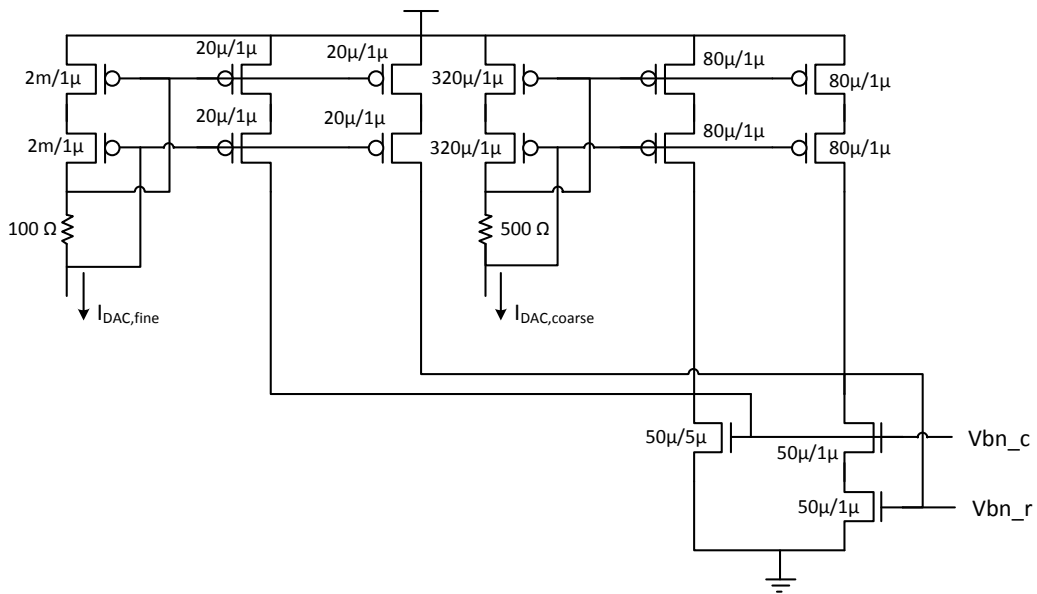 20µ/1µ
20µ/1µ
2m/1µ
320µ/1µ
80µ/1µ
80µ/1µ
20µ/1µ
20µ/1µ
2m/1µ
320µ/1µ
80µ/1µ
80µ/1µ
100 Ω
500 Ω
IDAC,fine
IDAC,coarse
50µ/5µ
50µ/1µ
Vbn_c
50µ/1µ
Vbn_r